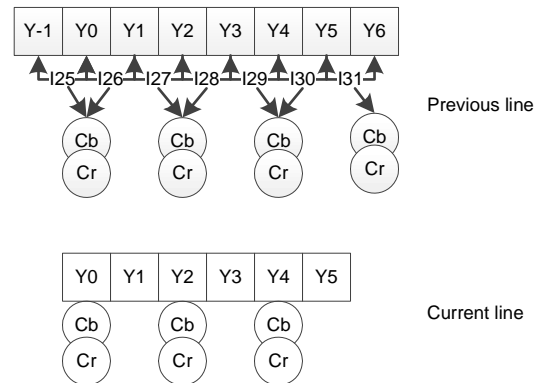 Y-1 Y0 Y1 Y2 Y3 Y4 Y5 Y6
I25 I26 I27 I28 I29 I30 I31
Previous line
Cb Cb Cb Cb
Cr Cr Cr Cr
Y0 Y1 Y2 Y3 Y4 Y5
Current line
Cb Cb Cb
Cr Cr Cr